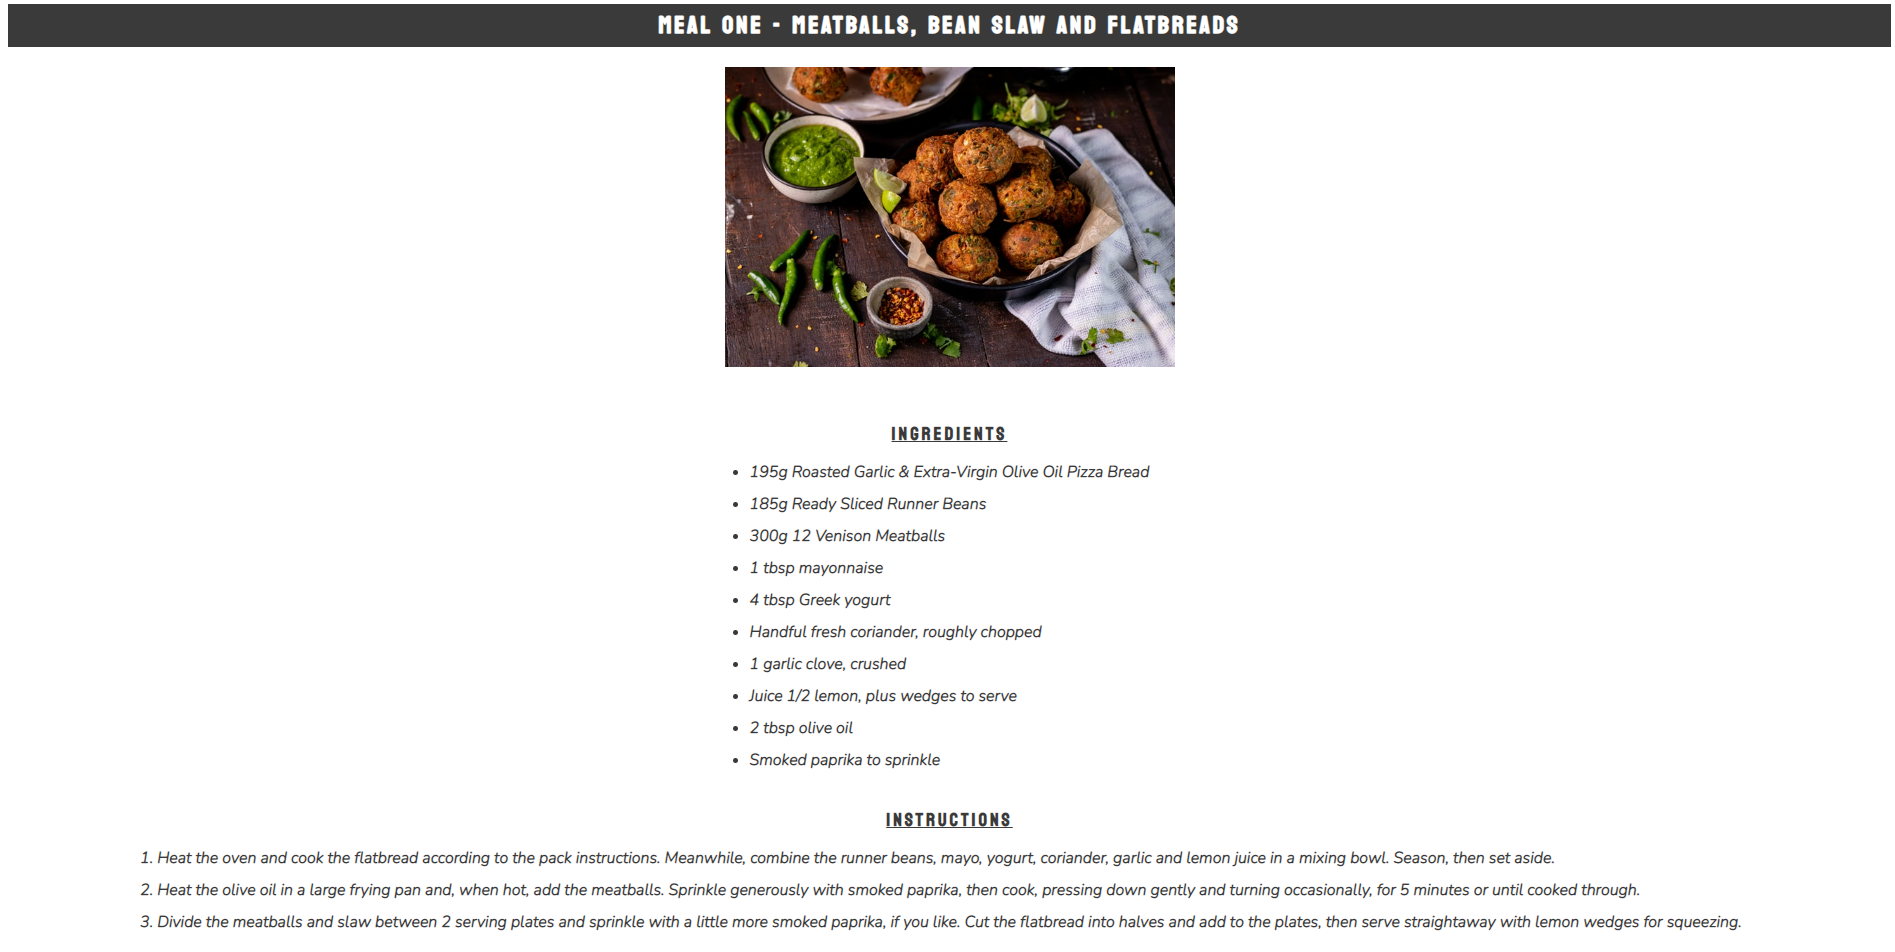 MEAL ONE - MEATBALLS, BEAN SLAW AND FLATBREADS
INGREDIENTS
• 195g Roasted Garlic & Extra-Virgin Olive Oil Pizza Bread
• 185g Ready Sliced Runner Beans
• 300g 12 Venison Meatballs
• 1 tbsp mayonnaise
• 4 tbsp Greek yogurt
• Handful fresh coriander, roughly chopped
• 1 garlic clove, crushed
• Juice 1/2 lemon, plus wedges to serve
• 2 tbsp olive oil
• Smoked paprika to sprinkle
INSTRUCTIONS
1. Heat the oven and cook the flatbread according to the pack instructions. Meanwhile, combine the runner beans, mayo, yogurt, coriander, garlic and lemon juice in a mixing bowl. Season, then set aside.
2. Heat the olive oil in a large frying pan and, when hot, add the meatballs. Sprinkle generously with smoked paprika, then cook, pressing down gently and turning occasionally, for 5 minutes or until cooked through.
3. Divide the meatballs and slaw between 2 serving plates and sprinkle with a little more smoked paprika, if you like. Cut the flatbread into halves and add to the plates, then serve straightaway with lemon wedges for squeezing.